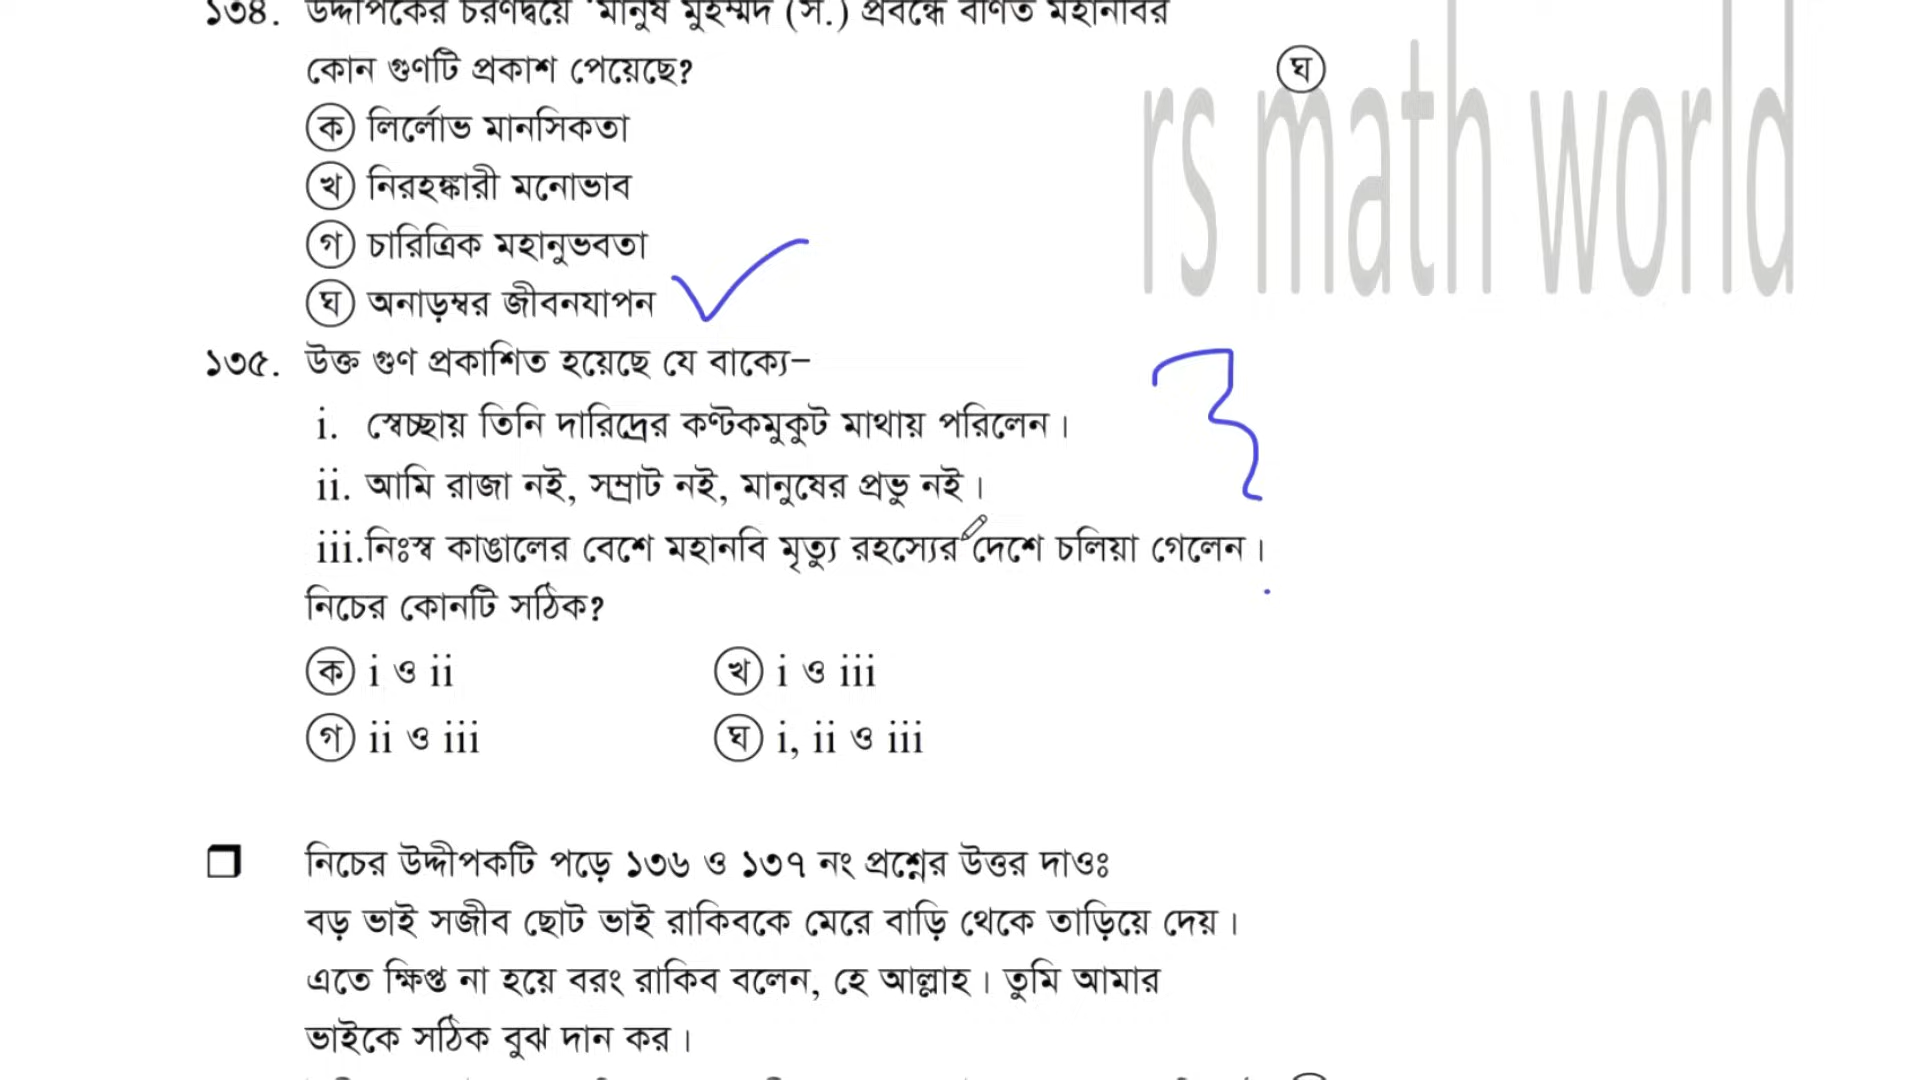 ১৩৪. উদ্দীপকের চরণদ্বয়ে 'মানুষ মুহম্মদ (স.) প্রবন্ধে বর্ণিত মহানবির
কোন গুণটি প্রকাশ পেয়েছে? ঘ
ক লির্লোভ মানসিকতা
খ নিরহঙ্কারী মনোভাব
গ চারিত্রিক মহানুভবতা
ঘ অনাড়ম্বর জীবনযাপন
rs math world
১৩৫. উক্ত গুণ প্রকাশিত হয়েছে যে বাক্যে–
i. স্বেচ্ছায় তিনি দারিদ্রের কণ্টকমুকুট মাথায় পরিলেন।
ii. আমি রাজা নই, সম্রাট নই, মানুষের প্রভু নই।
iii.নিঃস্ব কাঙালের বেশে মহানবি মৃত্যু রহস্যের দেশে চলিয়া গেলেন।
নিচের কোনটি সঠিক?
ক i ও ii খ i ও iii
গ ii ও iii ঘ i, ii ও iii
নিচের উদ্দীপকটি পড়ে ১৩৬ ও ১৩৭ নং প্রশ্নের উত্তর দাওঃ
বড় ভাই সজীব ছোট ভাই রাকিবকে মেরে বাড়ি থেকে তাড়িয়ে দেয়।
এতে ক্ষিপ্ত না হয়ে বরং রাকিব বলেন, হে আল্লাহ। তুমি আমার
ভাইকে সঠিক বুঝ দান কর।